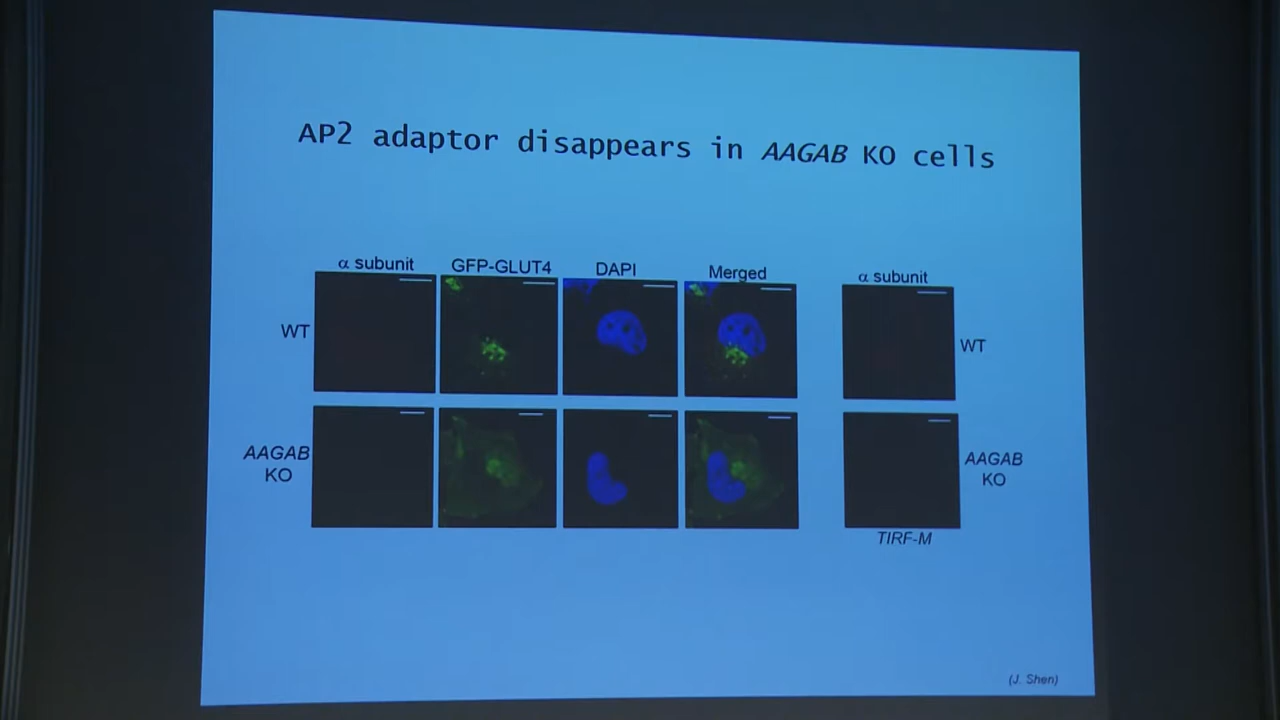 AP2 adaptor disappears in AAGAB KO cells
α subunit GFP-GLUT4 DAPI Merged α subunit
WT WT
AAGAB
KO
AAGAB
KO
TIRF-M
(J. Shen)